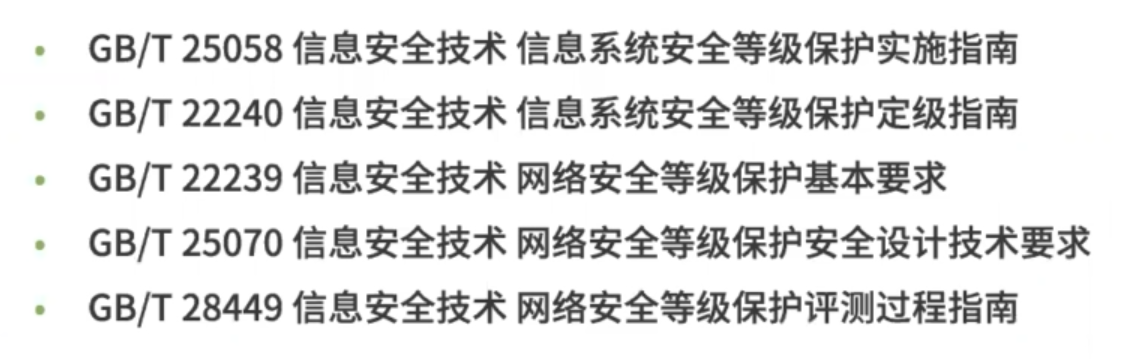 • GB/T 25058 信息安全技术 信息系统安全等级保护实施指南
• GB/T 22240 信息安全技术 信息系统安全等级保护定级指南
• GB/T 22239 信息安全技术 网络安全等级保护基本要求
• GB/T 25070 信息安全技术 网络安全等级保护安全设计技术要求
• GB/T 28449 信息安全技术 网络安全等级保护评测过程指南